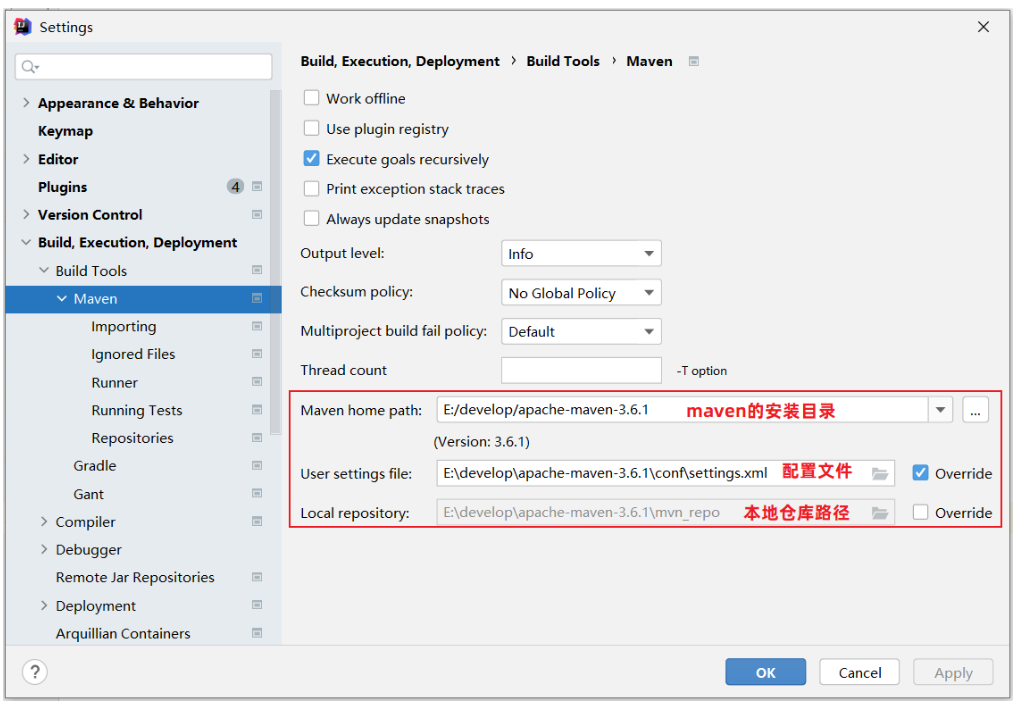 Settings
Appearance & Behavior
Keymap
Editor
Plugins 4
Version Control
Build, Execution, Deployment
Build Tools
Maven
Importing
Ignored Files
Runner
Running Tests
Repositories
Gradle
Gant
Compiler
Debugger
Remote Jar Repositories
Deployment
Arquillian Containers
Build, Execution, Deployment › Build Tools › Maven
Work offline
Use plugin registry
Execute goals recursively
Print exception stack traces
Always update snapshots
Output level: Info
Checksum policy: No Global Policy
Multiproject build fail policy: Default
Thread count -T option
Maven home path: E:/develop/apache-maven-3.6.1 maven的安装目录 ...
(Version: 3.6.1)
User settings file: E:\develop\apache-maven-3.6.1\conf\settings.xml 配置文件 Override
Local repository: E:\develop\apache-maven-3.6.1\mvn_repo 本地仓库路径 Override
? OK Cancel Apply